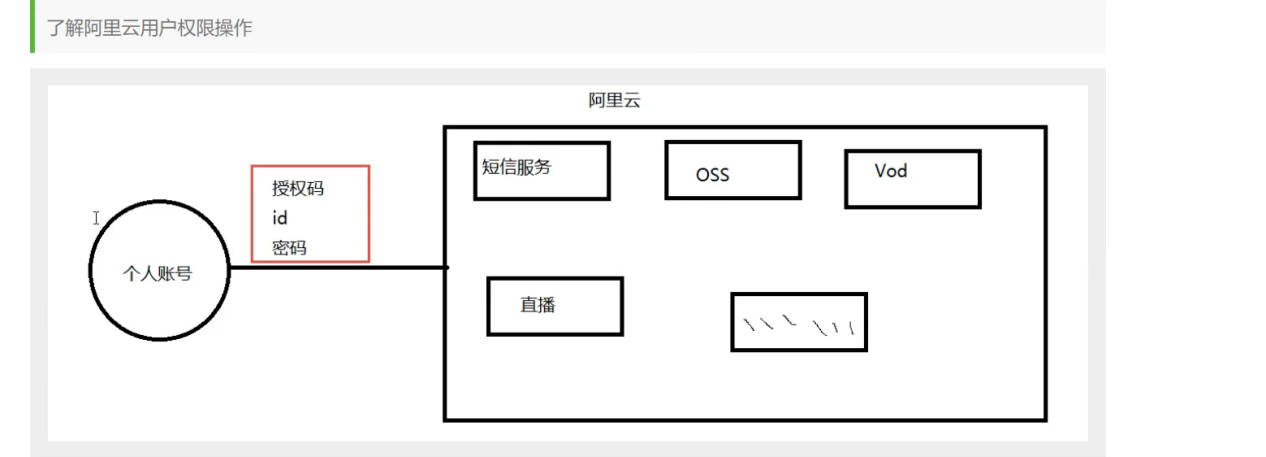 了解阿里云用户权限操作
阿里云
短信服务
OSS
Vod
授权码
id
密码
个人账号
直播